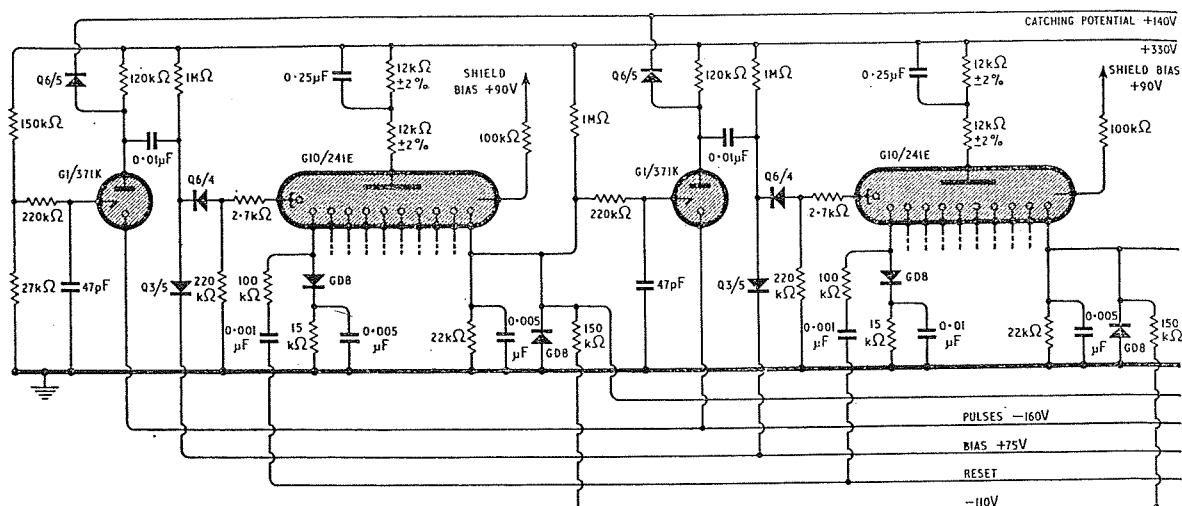 CATCHING POTENTIAL +140V
+330V
Q6/5
120kΩ
1MΩ
0·25μF
12kΩ
±2%
SHIELD
BIAS +90V
150kΩ
12kΩ
±2%
100kΩ
1MΩ
0·01μF
G1/371K
Q6/4
G10/241E
220kΩ
2·7kΩ
27kΩ
47pF
Q3/5
220
kΩ
100
kΩ
GD8
0·001
μF
15
kΩ
0·005
μF
22kΩ
0·005
μF
GD8
150
kΩ
Q6/5
120kΩ
1MΩ
0·25μF
12kΩ
±2%
SHIELD BIAS
+90V
12kΩ
±2%
100kΩ
0·01μF
G1/371K
Q6/4
G10/241E
220kΩ
2·7kΩ
47pF
Q3/5
220
kΩ
100
kΩ
GD8
0·001
μF
15
kΩ
0·01
μF
22kΩ
0·005
μF
GD8
150
kΩ
PULSES −160V
BIAS +75V
RESET
−110V